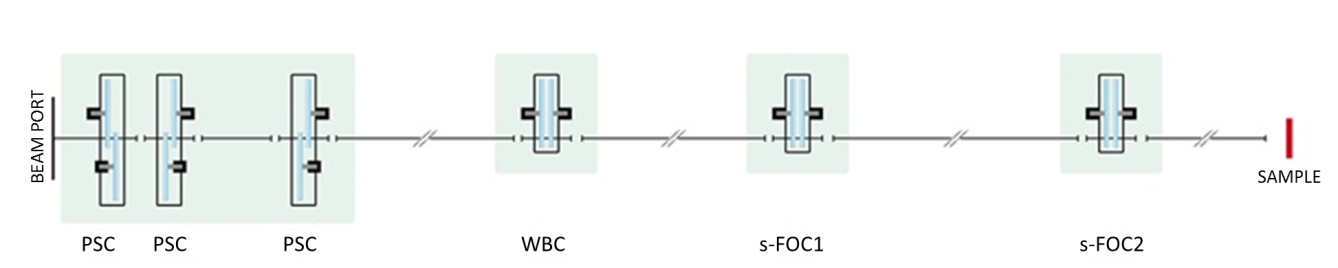 BEAM PORT
SAMPLE
PSC PSC PSC WBC s-FOC1 s-FOC2